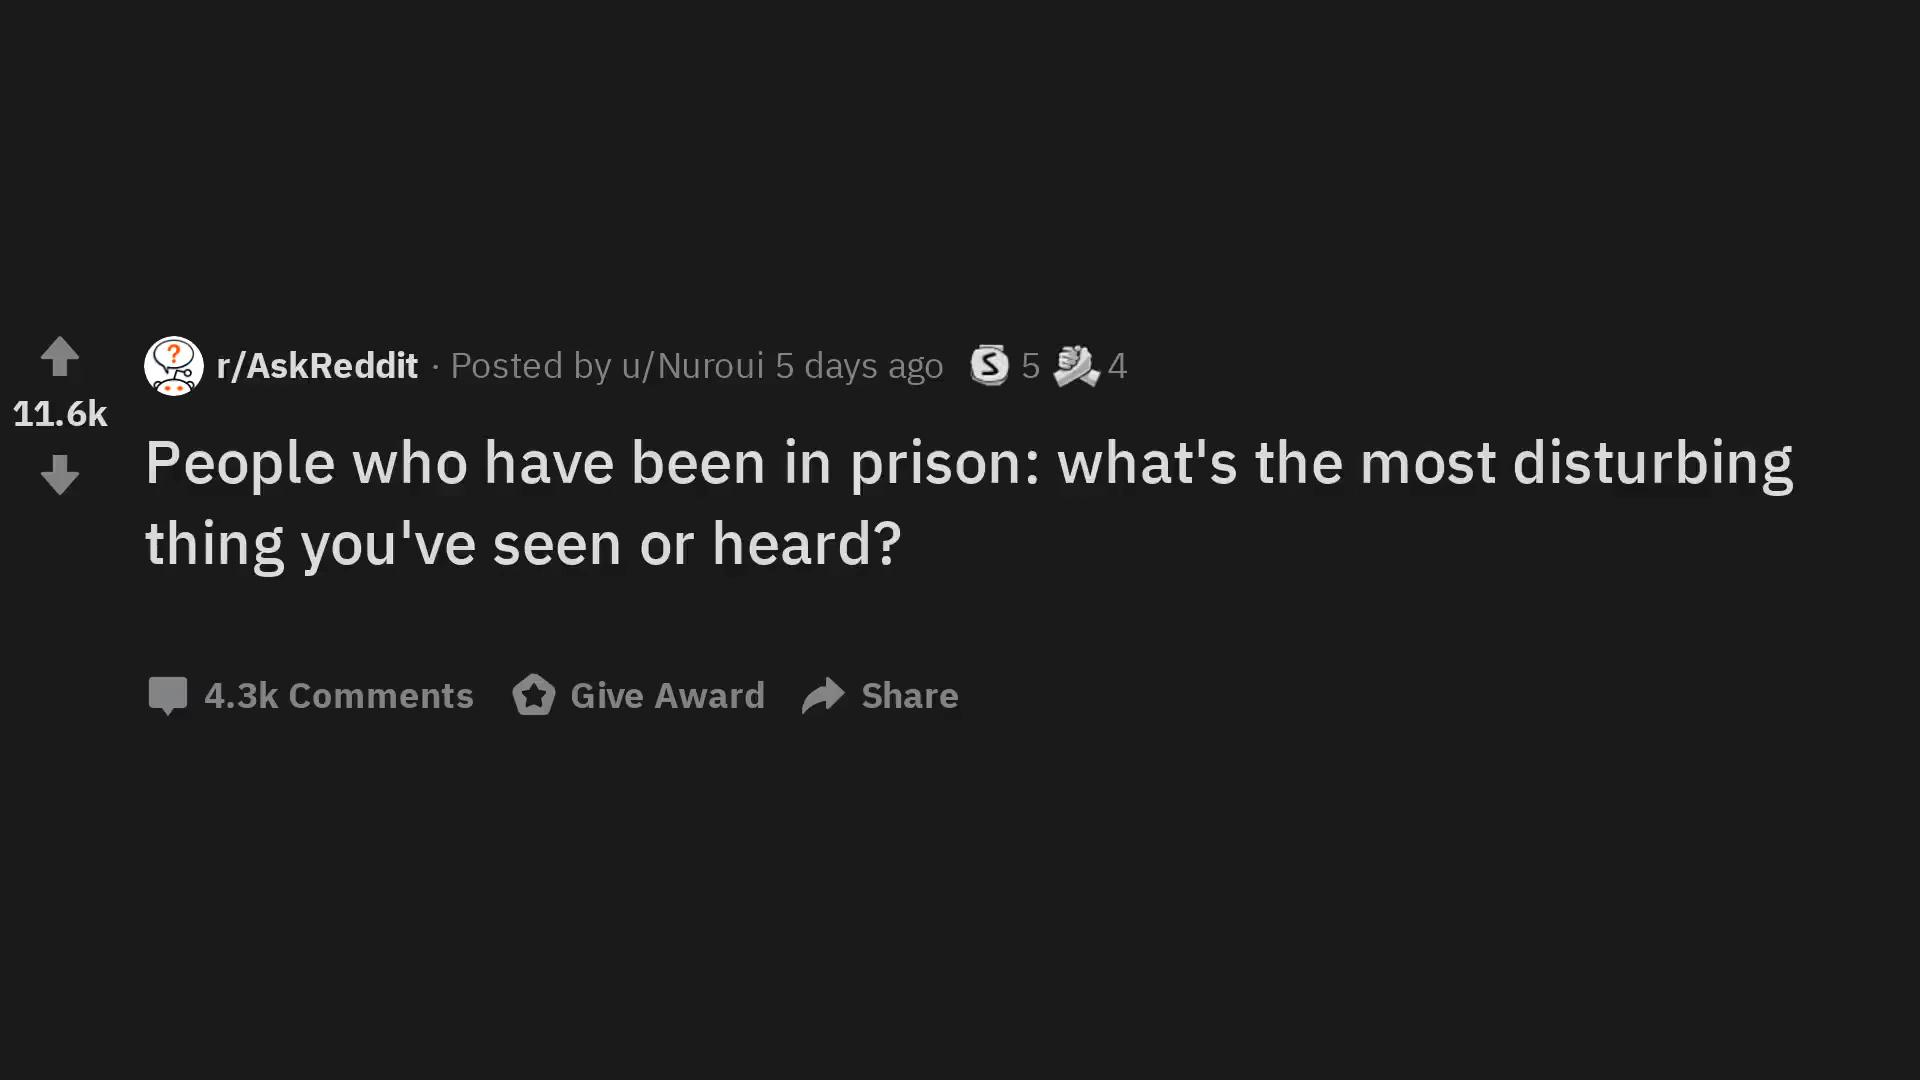 r/AskReddit · Posted by u/Nuroui 5 days ago S 5 4
11.6k
People who have been in prison: what's the most disturbing
thing you've seen or heard?
4.3k Comments Give Award Share